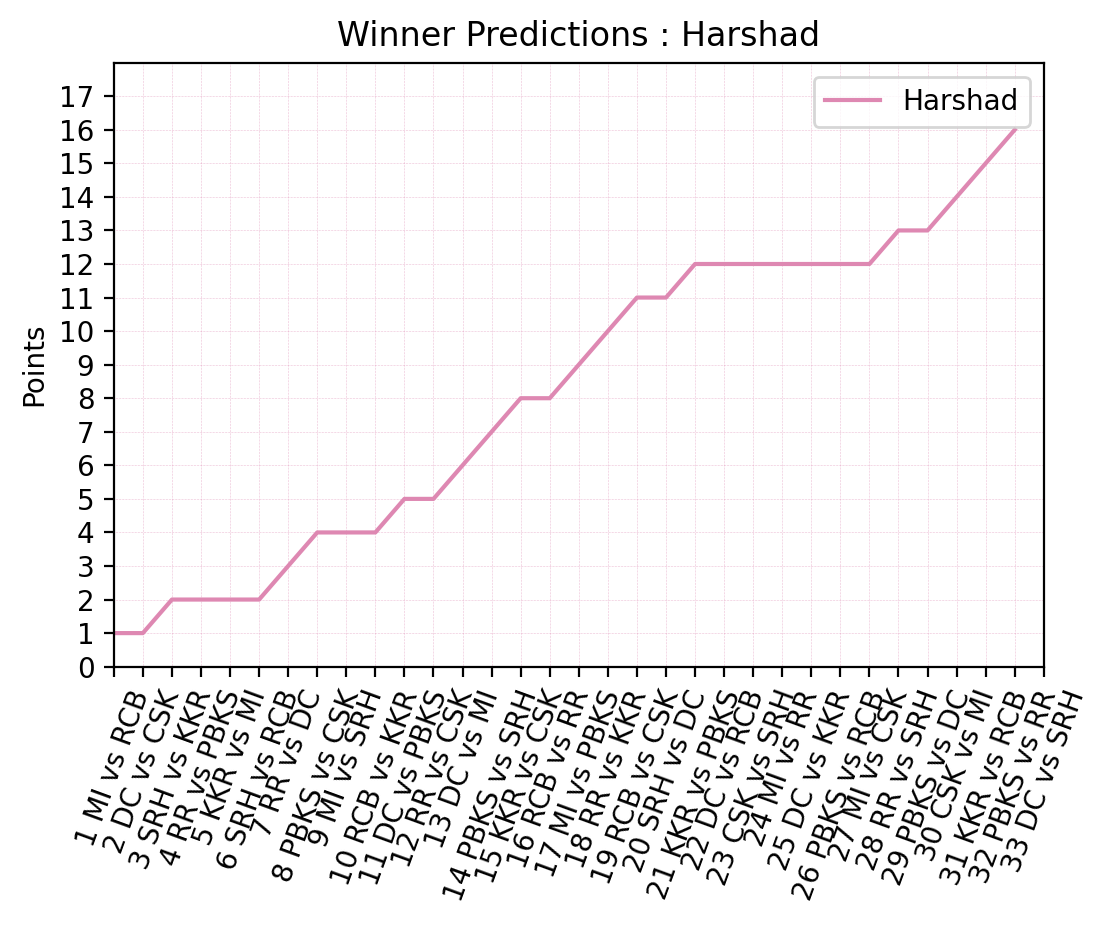 Winner Predictions : Harshad
Harshad
Points
17
16
15
14
13
12
11
10
9
8
7
6
5
4
3
2
1
0
1 MI vs RCB
2 DC vs CSK
3 SRH vs KKR
4 RR vs PBKS
5 KKR vs MI
6 SRH vs RCB
7 RR vs DC
8 PBKS vs CSK
9 MI vs SRH
10 RCB vs KKR
11 DC vs PBKS
12 RR vs CSK
13 DC vs MI
14 PBKS vs SRH
15 KKR vs CSK
16 RCB vs RR
17 MI vs PBKS
18 RR vs KKR
19 RCB vs CSK
20 SRH vs DC
21 KKR vs PBKS
22 DC vs RCB
23 CSK vs SRH
24 MI vs RR
25 DC vs KKR
26 PBKS vs RCB
27 MI vs CSK
28 RR vs SRH
29 PBKS vs DC
30 CSK vs MI
31 KKR vs RCB
32 PBKS vs RR
33 DC vs SRH